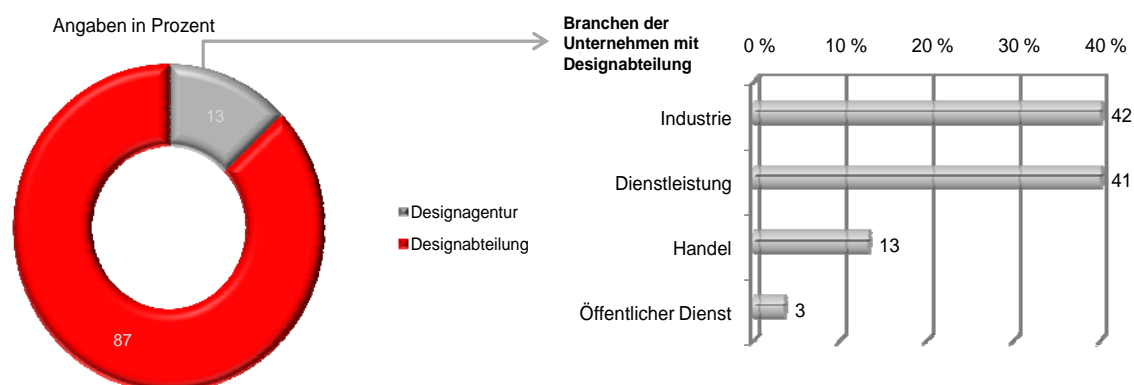 Angaben in Prozent
13
87
Designagentur
Designabteilung
Branchen der
Unternehmen mit
Designabteilung
0 % 10 % 20 % 30 % 40 %
Industrie 42
Dienstleistung 41
Handel 13
Öffentlicher Dienst 3